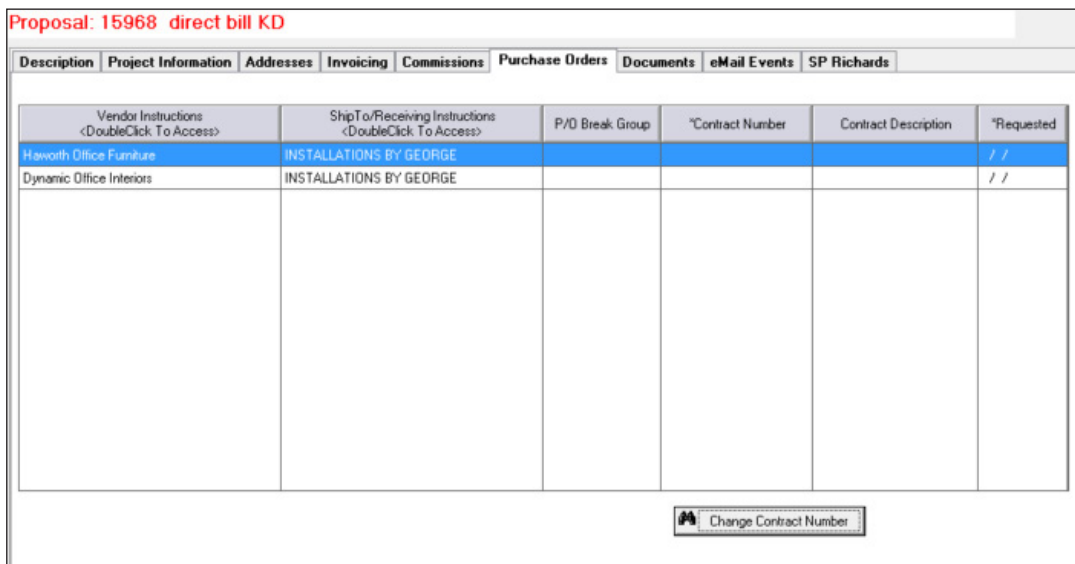 Proposal: 15968 direct bill KD
Description Project Information Addresses Invoicing Commissions Purchase Orders Documents eMail Events SP Richards
Vendor Instructions ShipTo/Receiving Instructions P/O Break Group *Contract Number Contract Description *Requested
<DoubleClick To Access> <DoubleClick To Access>
Haworth Office Furniture INSTALLATIONS BY GEORGE / /
Dynamic Office Interiors INSTALLATIONS BY GEORGE / /
Change Contract Number